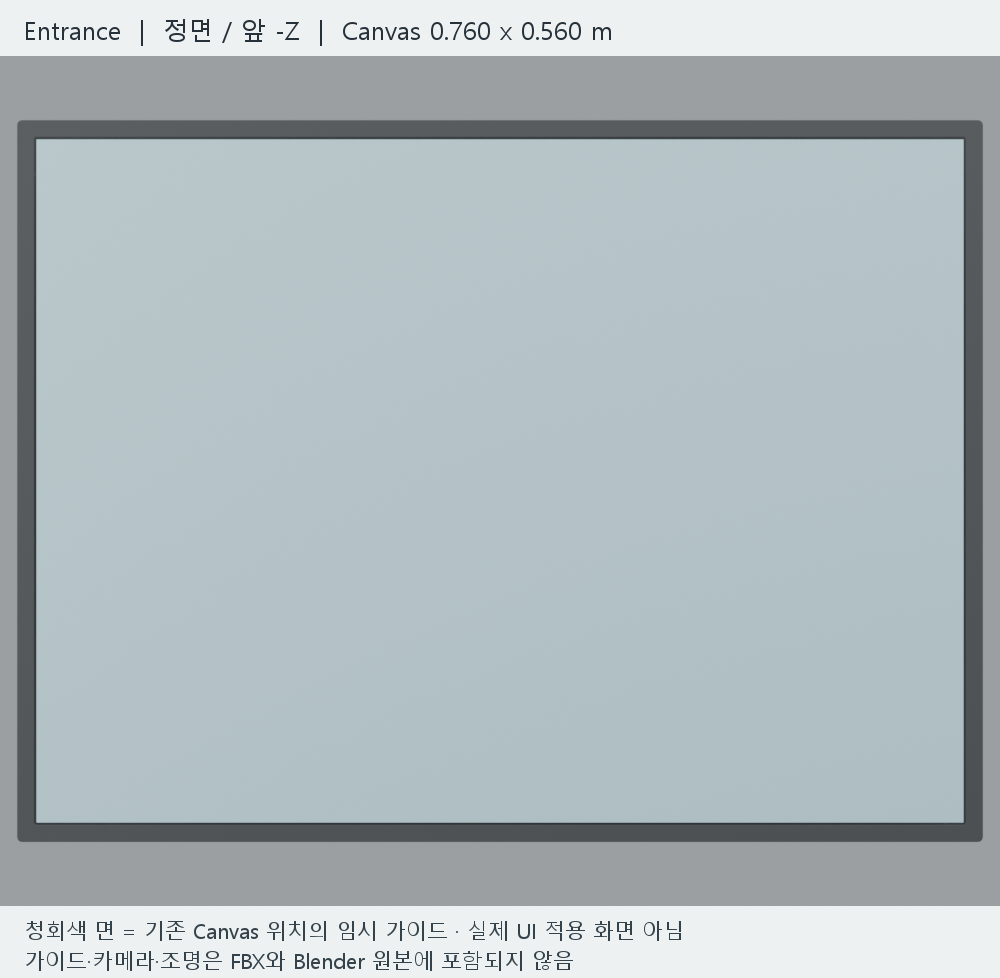 Entrance | 정면 / 앞 -Z | Canvas 0.760 x 0.560 m
청회색 면 = 기존 Canvas 위치의 임시 가이드 · 실제 UI 적용 화면 아님
가이드·카메라·조명은 FBX와 Blender 원본에 포함되지 않음